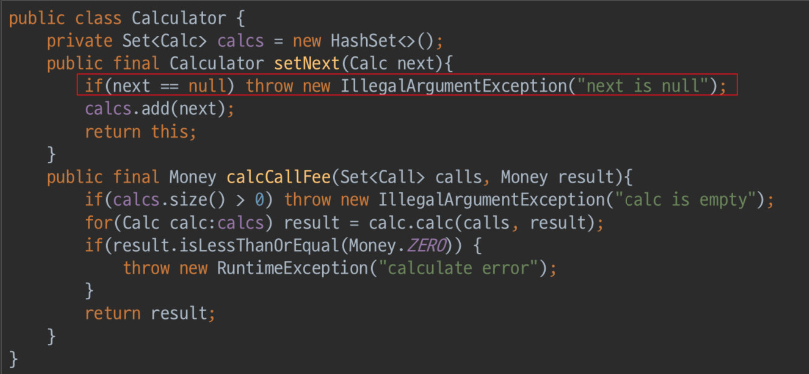 public class Calculator {
    private Set<Calc> calcs = new HashSet<>();
    public final Calculator setNext(Calc next){
        if(next == null) throw new IllegalArgumentException("next is null");
        calcs.add(next);
        return this;
    }
    public final Money calcCallFee(Set<Call> calls, Money result){
        if(calcs.size() > 0) throw new IllegalArgumentException("calc is empty");
        for(Calc calc:calcs) result = calc.calc(calls, result);
        if(result.isLessThanOrEqual(Money.ZERO)) {
            throw new RuntimeException("calculate error");
        }
        return result;
    }
}